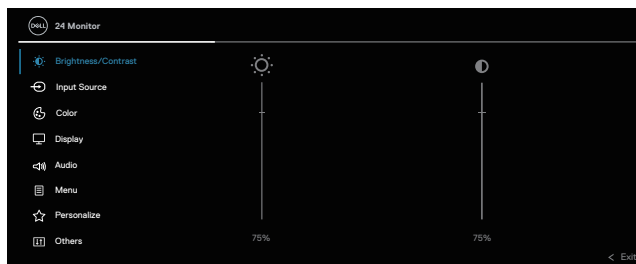 DELL 24 Monitor
Brightness/Contrast
Input Source
Color
Display
Audio
Menu
Personalize
Others
75% 75%
< Exit